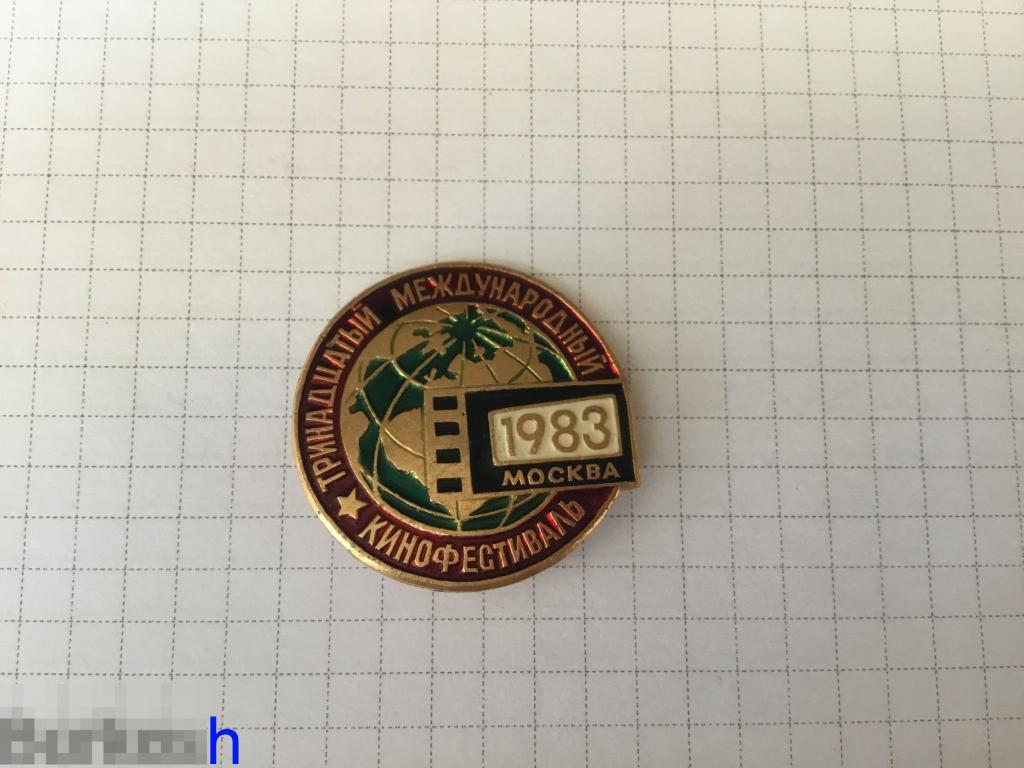 ТРИНАДЦАТЫЙ МЕЖДУНАРОДНЫЙ
КИНОФЕСТИВАЛЬ
1983
МОСКВА